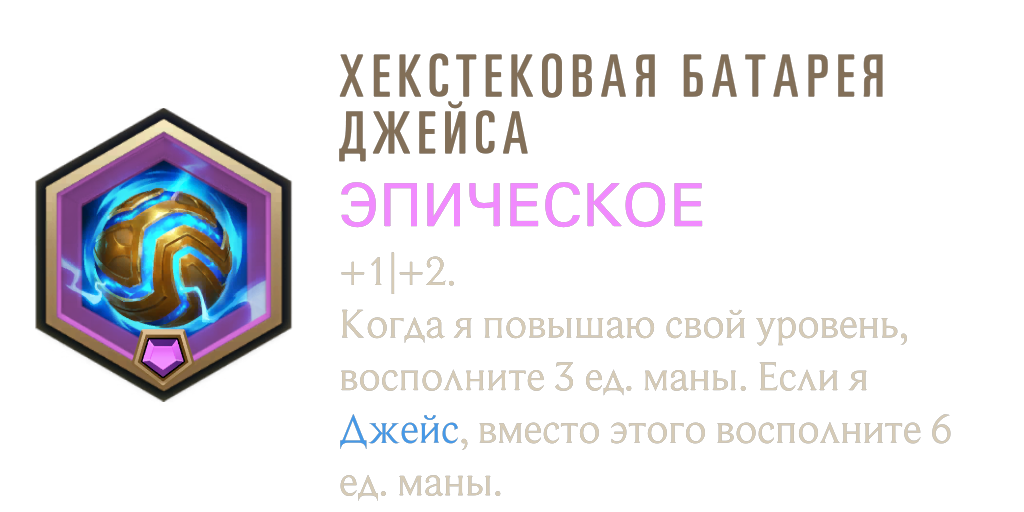 ХЕКСТЕКОВАЯ БАТАРЕЯ
ДЖЕЙСА
ЭПИЧЕСКОЕ
+1|+2.
Когда я повышаю свой уровень,
восполните 3 ед. маны. Если я
Джейс, вместо этого восполните 6
ед. маны.